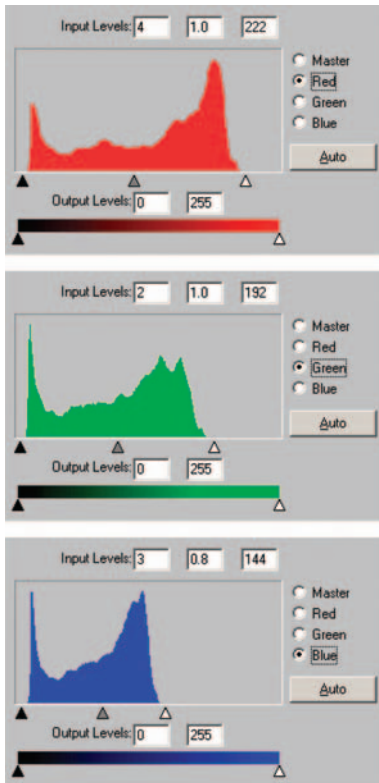 Input Levels: 4 1.0 222
Master
Red
Green
Blue
Auto
Output Levels: 0 255
Input Levels: 2 1.0 192
Master
Red
Green
Blue
Auto
Output Levels: 0 255
Input Levels: 3 0.8 144
Master
Red
Green
Blue
Auto
Output Levels: 0 255